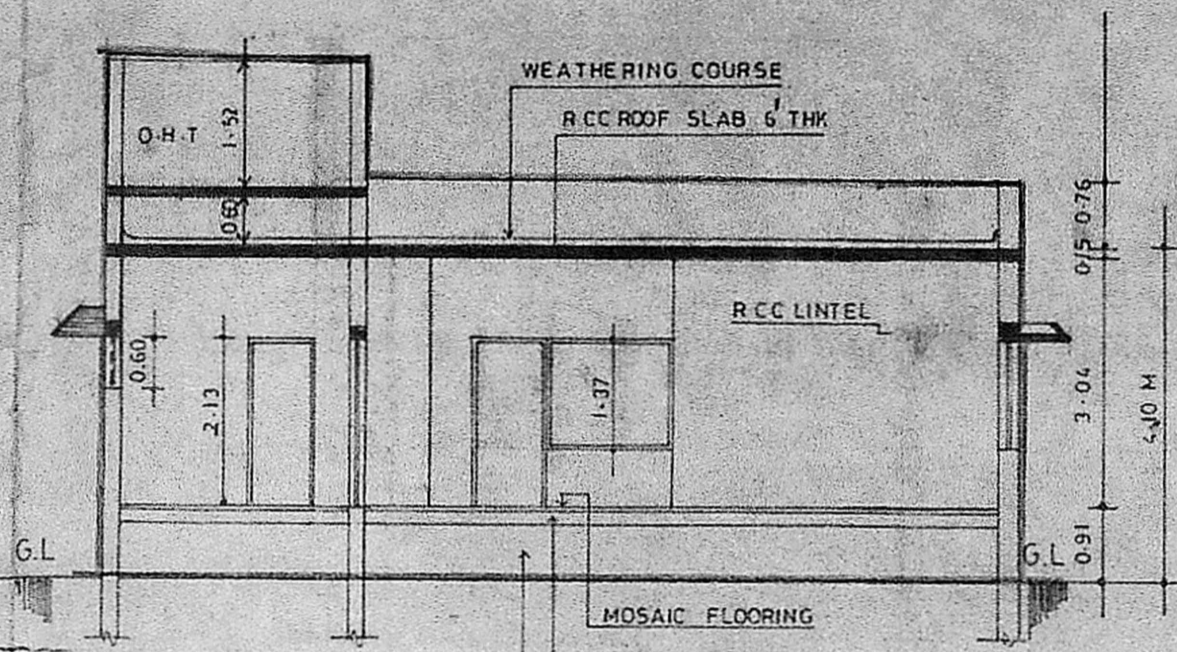 WEATHERING COURSE
R CC ROOF SLAB 6' THK
O·H·T
1·52
0.60
0·76
0·15
R CC LINTEL
0.60
2·13
1·37
3·04
4.10 M
G.L
G.L
0.91
MOSAIC FLOORING